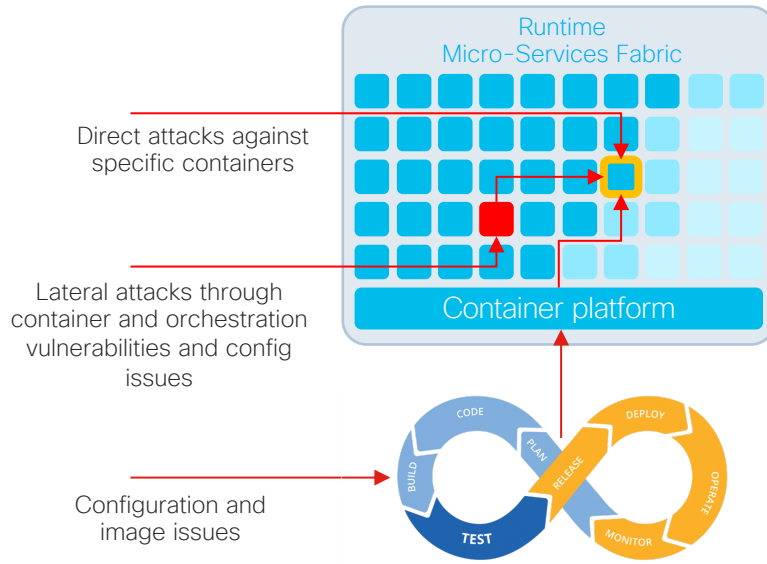 Runtime
Micro-Services Fabric
Direct attacks against
specific containers
Lateral attacks through
container and orchestration
vulnerabilities and config
issues
Container platform
Configuration and
image issues
CODE
BUILD
TEST
PLAN
RELEASE
DEPLOY
OPERATE
MONITOR